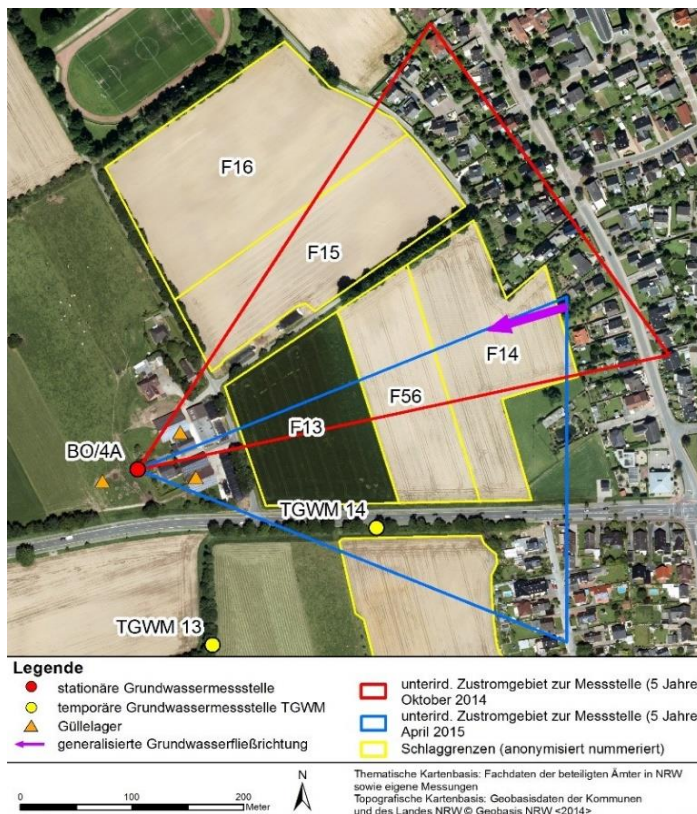 F16
F15
F14
F56
F13
BO/4A
TGWM 14
TGWM 13
Legende
stationäre Grundwassermessstelle
temporäre Grundwassermessstelle TGWM
Güllelager
generalisierte Grundwasserfließrichtung
unterird. Zustromgebiet zur Messstelle (5 Jahre
Oktober 2014
unterird. Zustromgebiet zur Messstelle (5 Jahre
April 2015
Schlaggrenzen (anonymisiert nummeriert)
0 50 100 200
Meter
N
Thematische Kartenbasis: Fachdaten der beteiligten Ämter in NRW
sowie eigene Messungen
Topografische Kartenbasis: Geobasisdaten der Kommunen
und des Landes NRW © Geobasis NRW <2014>